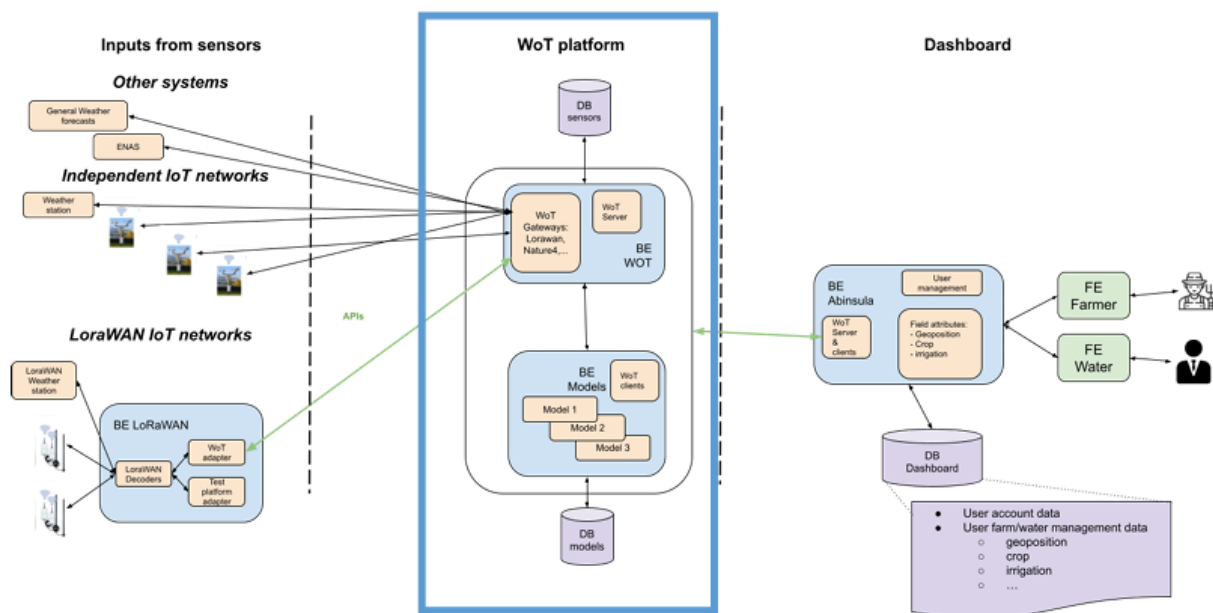 Inputs from sensors
WoT platform
Dashboard
Other systems
General Weather
forecasts
ENAS
Independent IoT networks
Weather
station
LoraWAN IoT networks
LoraWAN
Weather
station
BE LoRaWAN
LoraWAN
Decoders
WoT
adapter
Test
platform
adapter
APIs
DB
sensors
WoT
Gateways:
Lorawan,
Nature4,...
WoT
Server
BE
WOT
BE
Models
WoT
clients
Model 1
Model 2
Model 3
DB
models
BE
Abinsula
User
management
WoT
Server
&
clients
Field attributes:
- Geoposition
- Crop
- irrigation
FE
Farmer
FE
Water
DB
Dashboard
● User account data
● User farm/water management data
○ geoposition
○ crop
○ irrigation
○ …